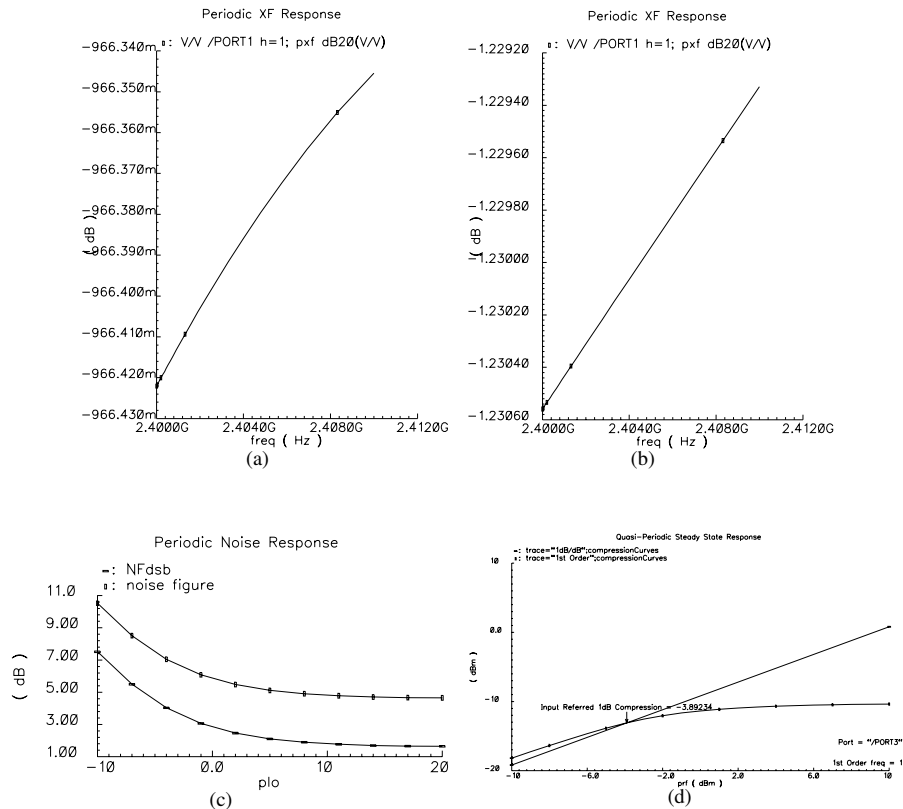 Periodic XF Response
▯: V/V /PORT1 h=1; pxf dB20(V/V)
-966.340m
-966.350m
-966.360m
-966.370m
-966.380m
-966.390m
-966.400m
-966.410m
-966.420m
-966.430m
( dB )
2.4000G 2.4040G 2.4080G 2.4120G
freq ( Hz )
(a)
Periodic XF Response
▯: V/V /PORT1 h=1; pxf dB20(V/V)
-1.22920
-1.22940
-1.22960
-1.22980
-1.23000
-1.23020
-1.23040
-1.23060
( dB )
2.4000G 2.4040G 2.4080G 2.4120G
freq ( Hz )
(b)
Periodic Noise Response
-: NFdsb
▯: noise figure
11.0
9.00
7.00
5.00
3.00
1.00
( dB )
-10 0.0 10 20
plo
(c)
Quasi-Periodic Steady State Response
-: trace="1dB/dB";compressionCurves
▪: trace="1st Order";compressionCurves
10
0.0
-10
-20
( dBm )
Input Referred 1dB Compression = -3.89234
Port = "/PORT3"
1st Order freq = 1
-10 -6.0 -2.0 2.0 6.0 10
prf ( dBm )
(d)